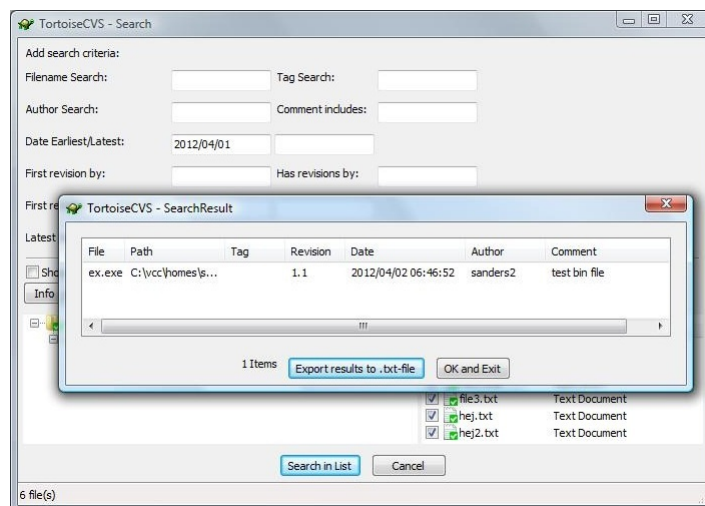 TortoiseCVS - Search
Add search criteria:
Filename Search: Tag Search:
Author Search: Comment includes:
Date Earliest/Latest: 2012/04/01
First revision by: Has revisions by:
First re
TortoiseCVS - SearchResult
Latest
File Path Tag Revision Date Author Comment
ex.exe C:\vcc\homes\s... 1.1 2012/04/02 06:46:52 sanders2 test bin file
Sho
Info
1 Items Export results to .txt-file OK and Exit
file3.txt Text Document
hej.txt Text Document
hej2.txt Text Document
Search in List Cancel
6 file(s)